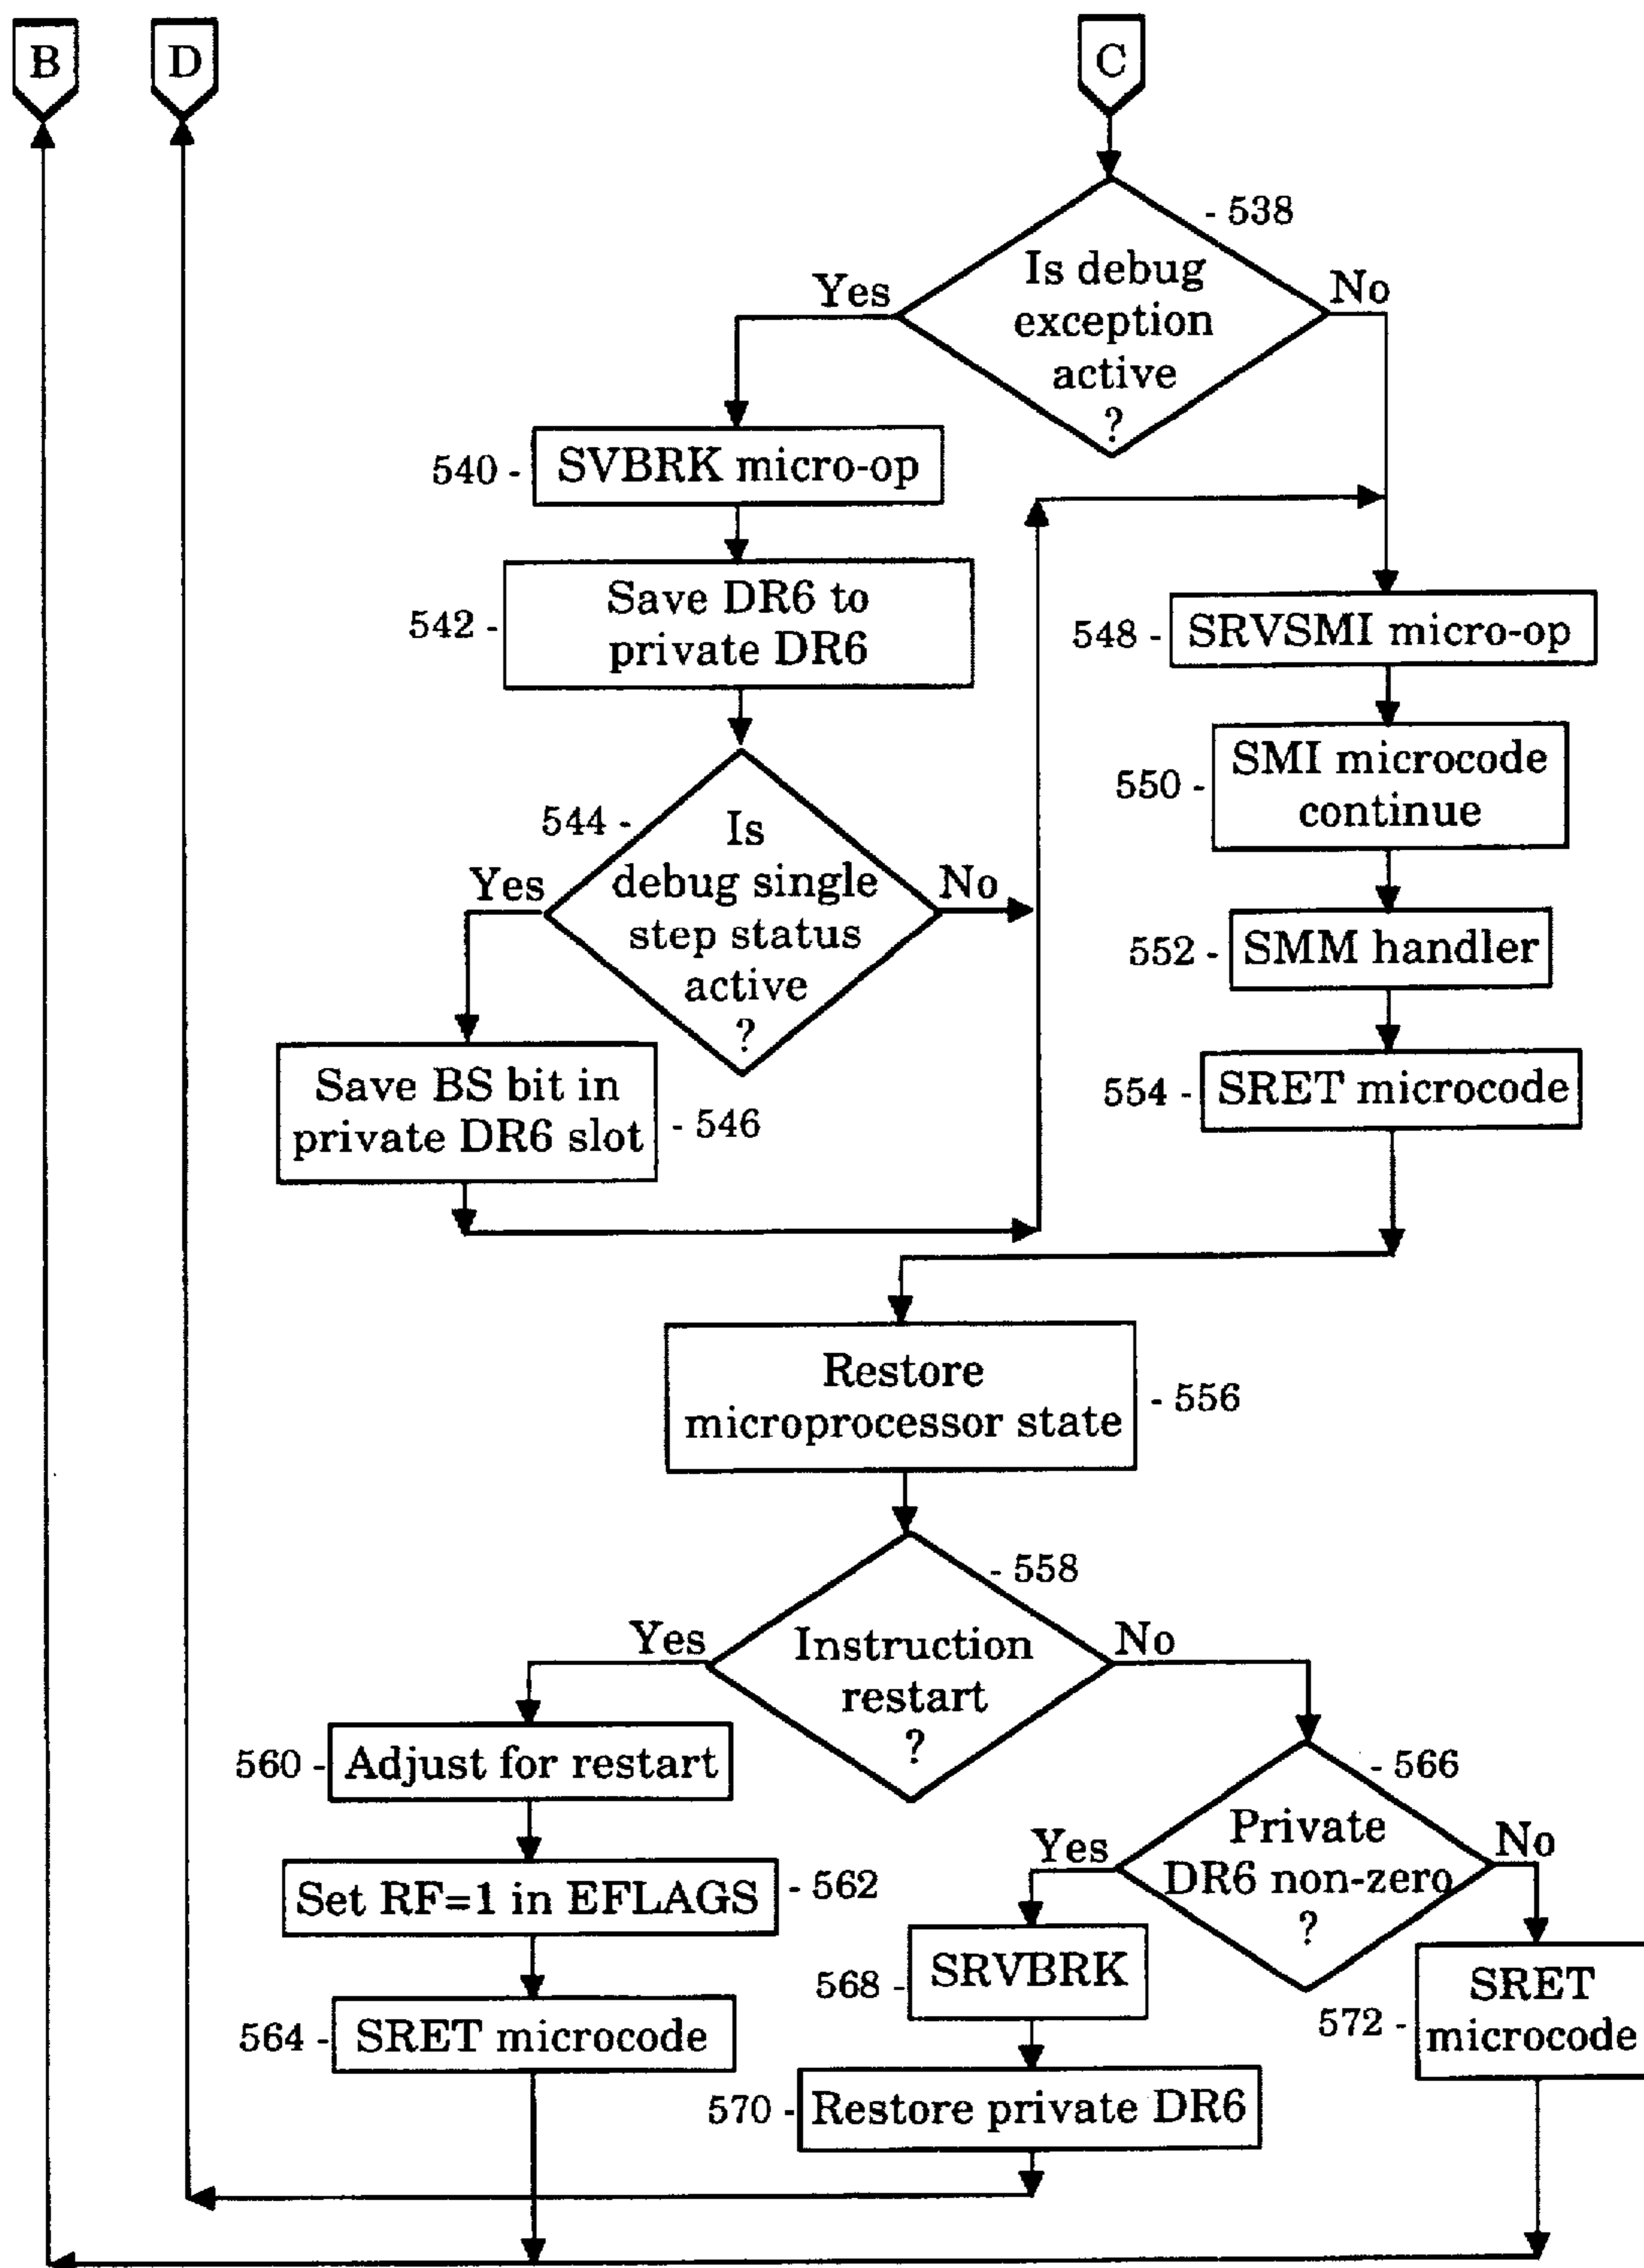 B
D
C
- 538
Is debug
exception
active
?
Yes
No
540 -
SVBRK micro-op
542 -
Save DR6 to
private DR6
548 -
SRVSMI micro-op
550 -
SMI microcode
continue
544 -
Is
debug single
step status
active
?
Yes
No
552 -
SMM handler
Save BS bit in
private DR6 slot
- 546
554 -
SRET microcode
Restore
microprocessor state
- 556
- 558
Instruction
restart
?
Yes
No
560 -
Adjust for restart
- 566
Private
DR6 non-zero
?
Yes
No
Set RF=1 in EFLAGS
- 562
568 -
SRVBRK
564 -
SRET microcode
572 -
SRET
microcode
570 -
Restore private DR6